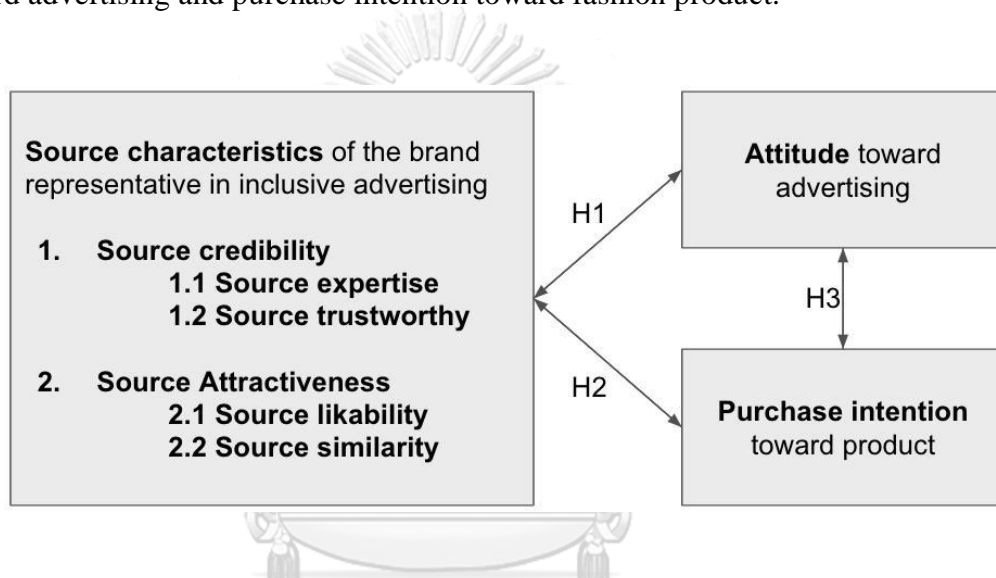 advertising and purchase intention toward fashion product.
Source characteristics of the brand
representative in inclusive advertising
1. Source credibility
1.1 Source expertise
1.2 Source trustworthy
2. Source Attractiveness
2.1 Source likability
2.2 Source similarity
H1
H2
Attitude toward
advertising
H3
Purchase intention
toward product